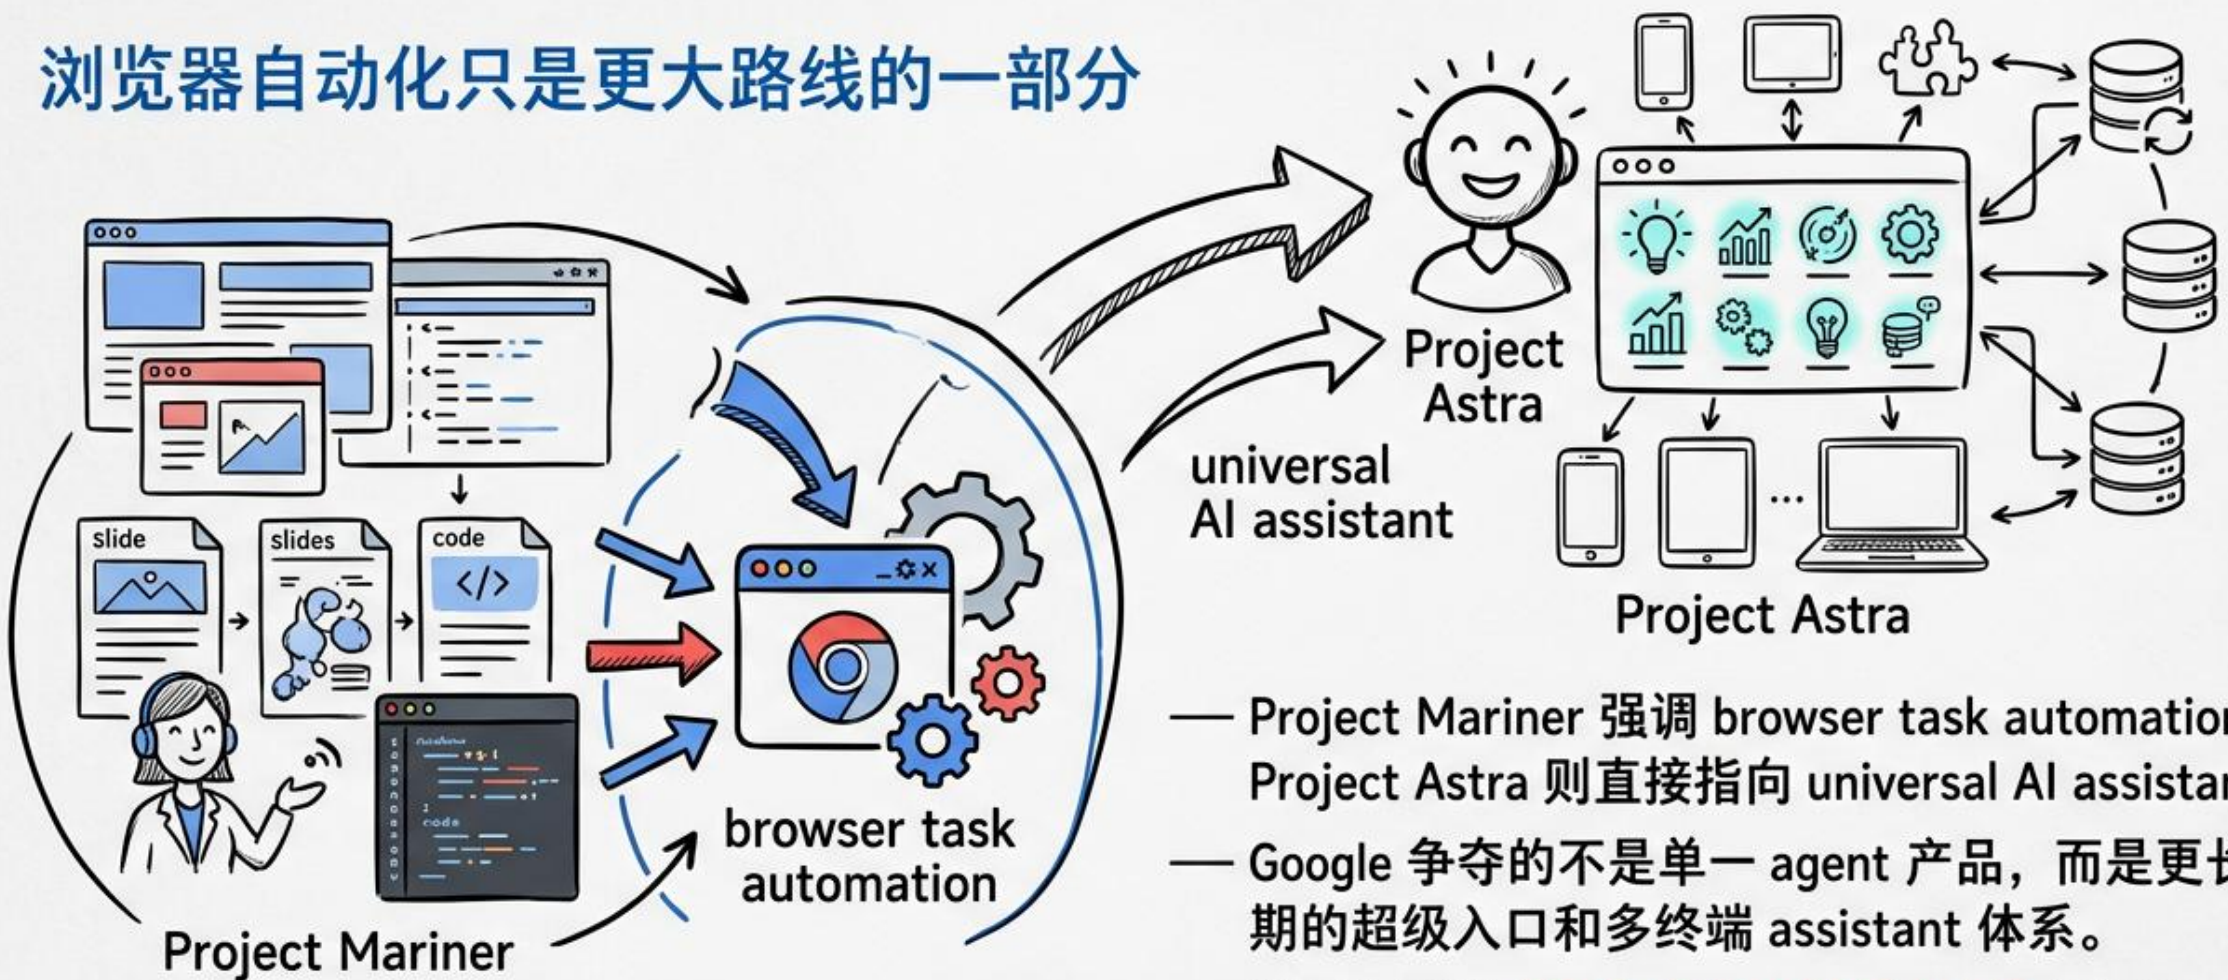 浏览器自动化只是更大路线的一部分
slide
slides
code
</>
code
Project Mariner
browser task
automation
universal
AI assistant
Project
Astra
Project Astra
— Project Mariner 强调 browser task automation
Project Astra 则直接指向 universal AI assistan
— Google 争夺的不是单一 agent 产品，而是更长
期的超级入口和多终端 assistant 体系。